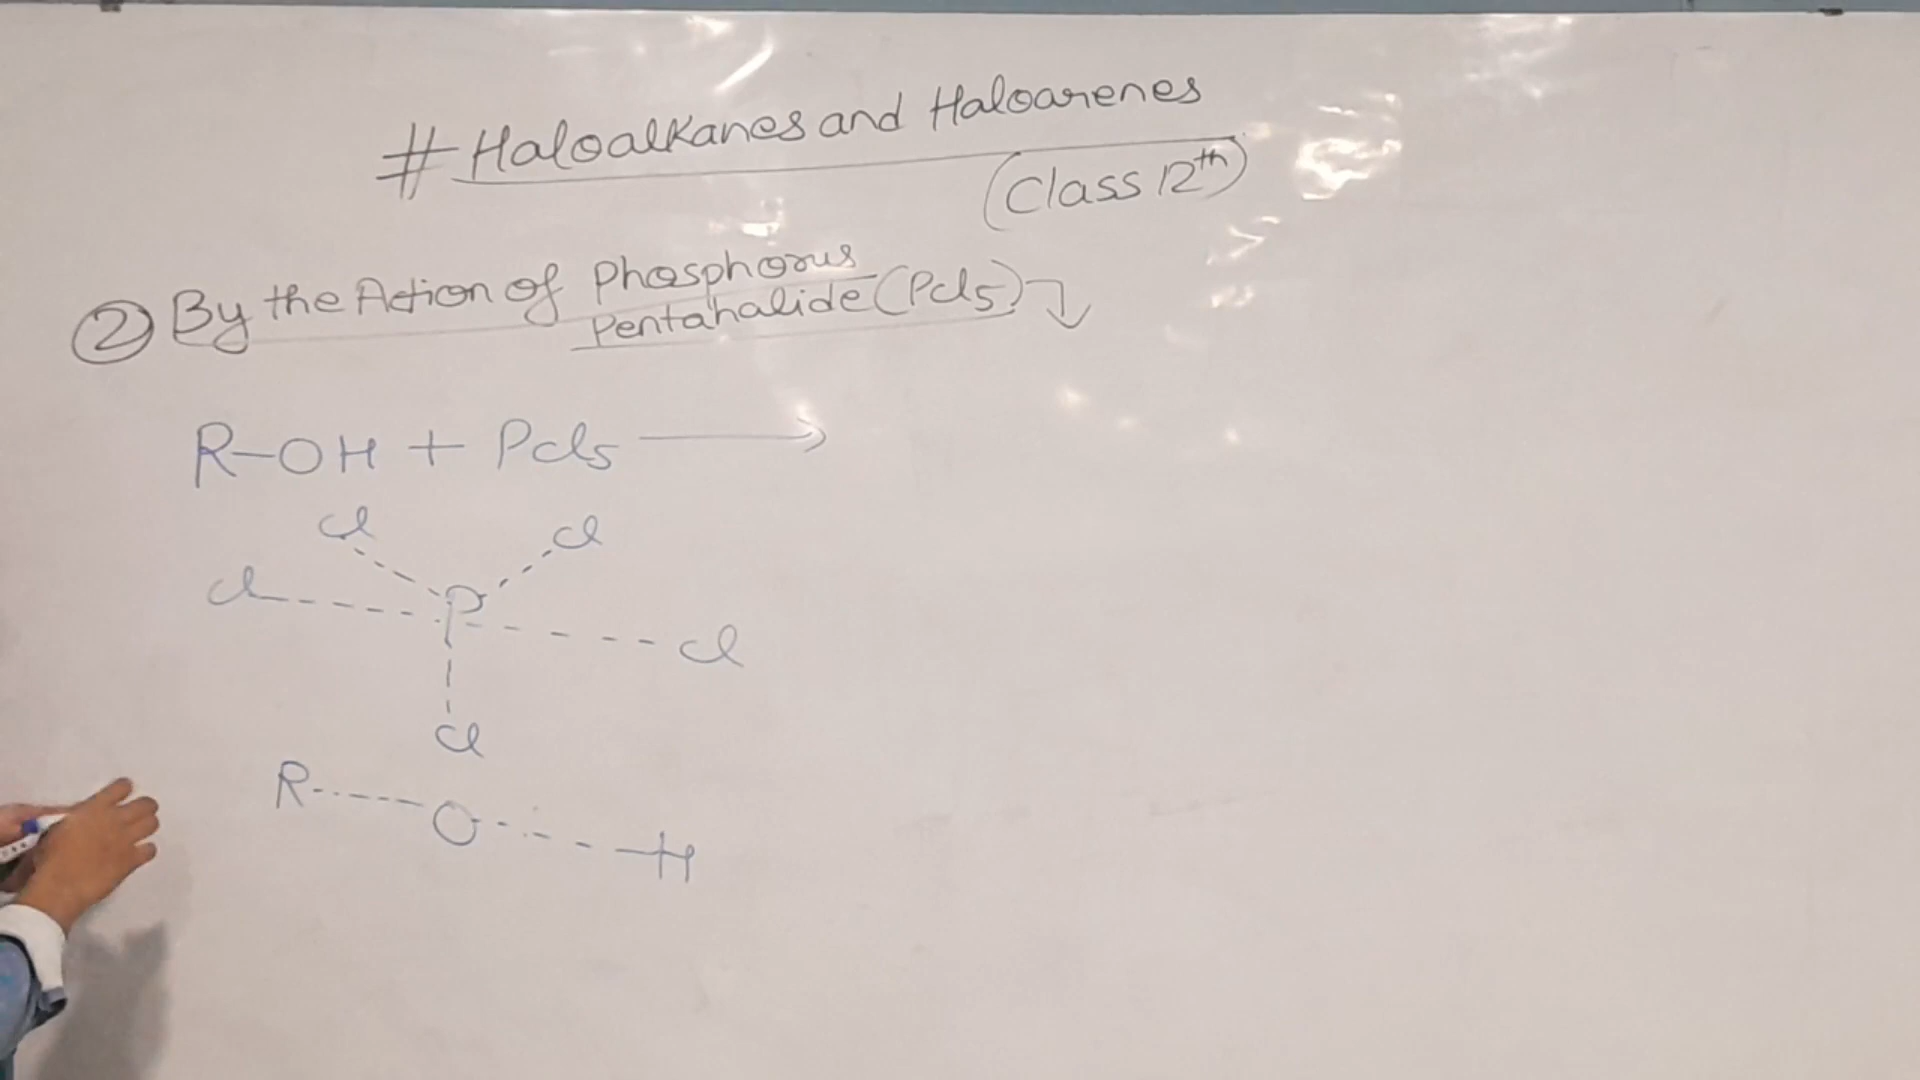 # Haloalkanes and Haloarenes
(Class 12th)
② By the Action of Phosphorus
Pentahalide (Pcl5)
R-OH + Pcl5 ⟶
cl cl
cl P cl
cl
R O H